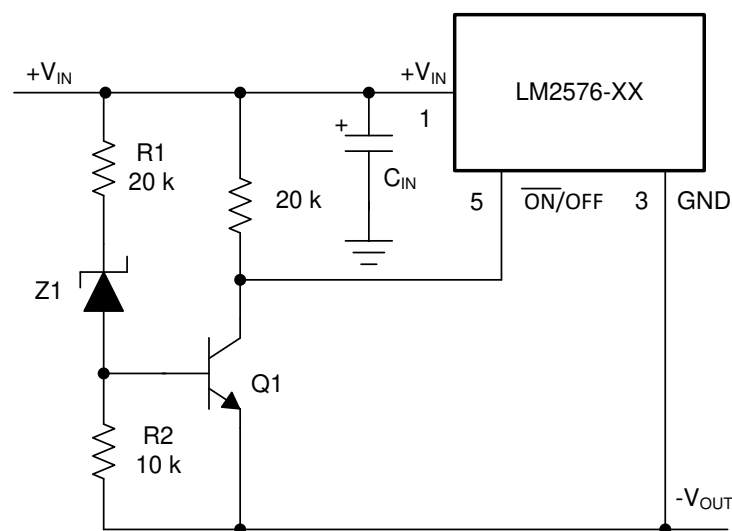 +VIN
+VIN
LM2576-XX
1
R1
20 k
+
CIN
20 k
5
ON/OFF
3
GND
Z1
Q1
R2
10 k
-VOUT